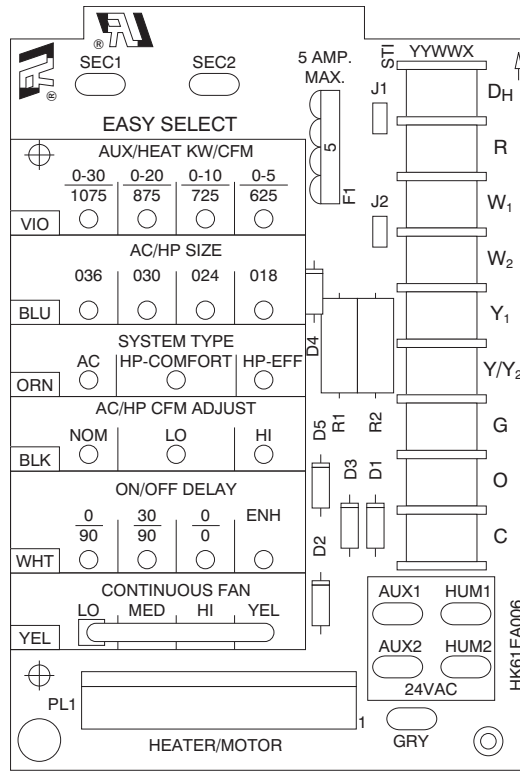 SEC1 SEC2
5 AMP.
MAX.
STI
YYWWX
EASY SELECT
AUX/HEAT KW/CFM
0-30 0-20 0-10 0-5
1075 875 725 625
VIO
AC/HP SIZE
036 030 024 018
BLU
SYSTEM TYPE
AC HP-COMFORT HP-EFF
ORN
AC/HP CFM ADJUST
NOM LO HI
BLK
ON/OFF DELAY
0 30 0 ENH
90 90 0
WHT
CONTINUOUS FAN
LO MED HI YEL
YEL
5
F1
J1
J2
D4
R1
R2
D5
D3
D1
D2
DH
R
W1
W2
Y1
Y/Y2
G
O
C
AUX1 HUM1
AUX2 HUM2
24VAC
GRY
HK61EA006
PL1
1
HEATER/MOTOR